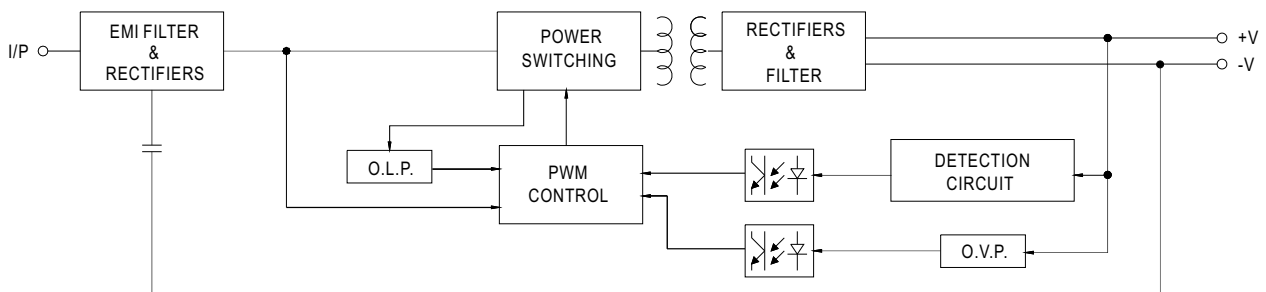 I/P
EMI FILTER
&
RECTIFIERS
POWER
SWITCHING
RECTIFIERS
&
FILTER
+V
-V
O.L.P.
PWM
CONTROL
DETECTION
CIRCUIT
O.V.P.